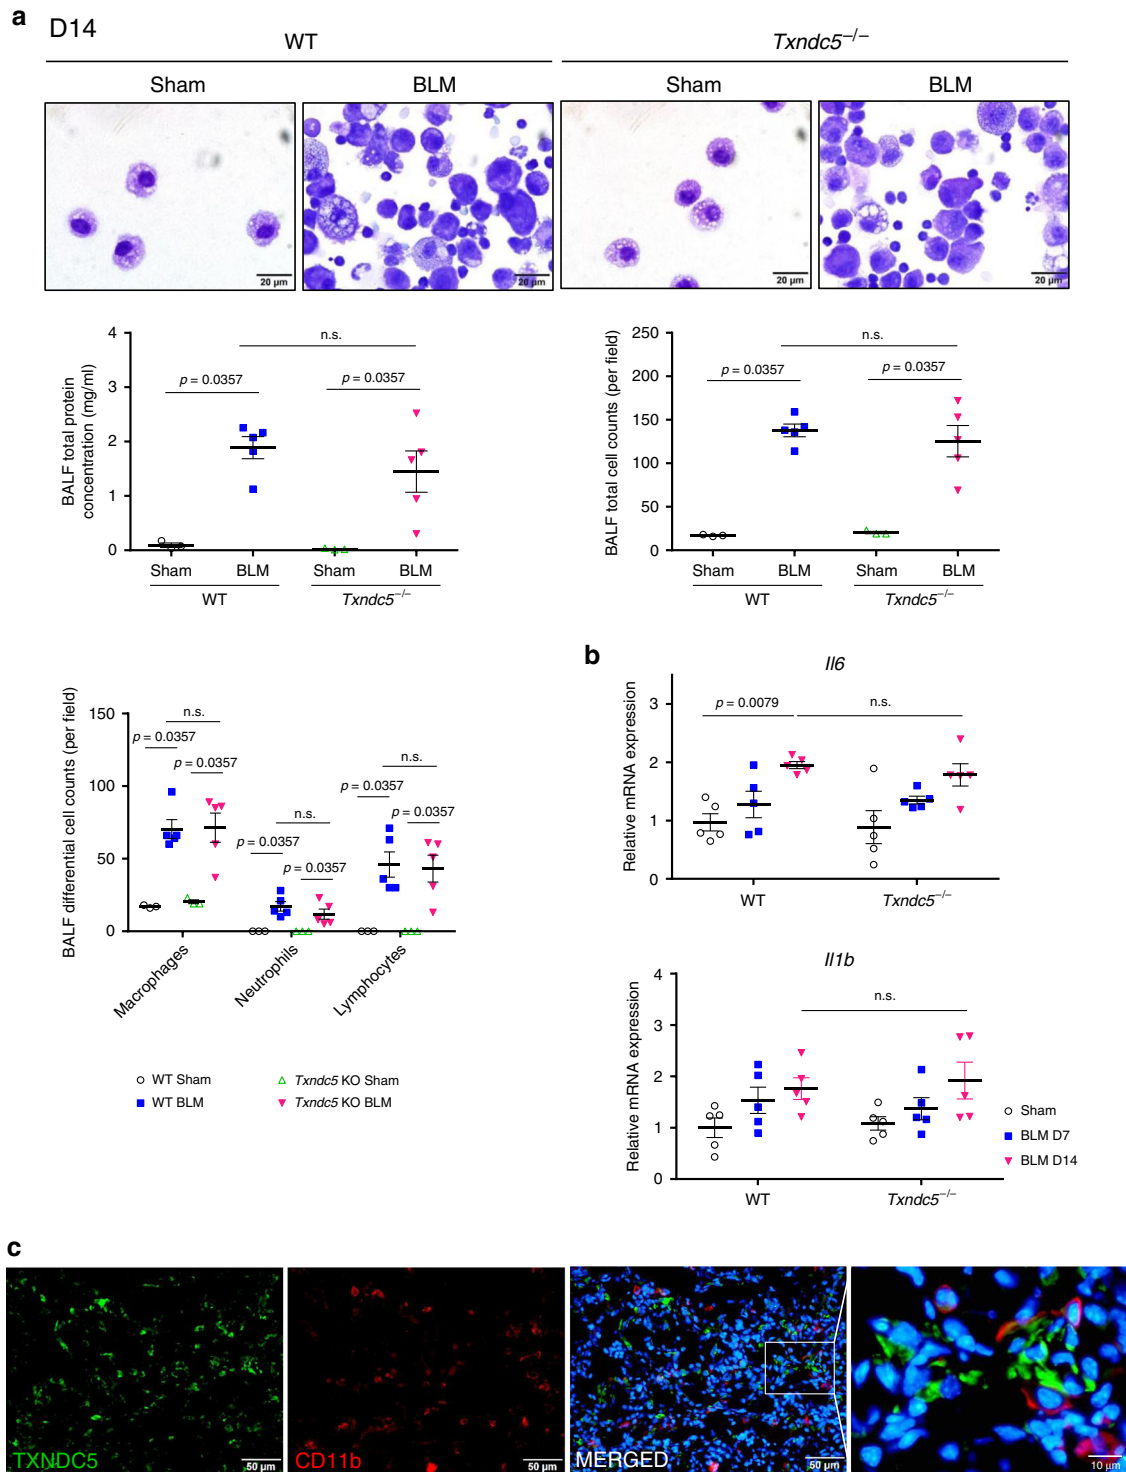 a
D14
WT
Txndc5−/−
Sham
BLM
Sham
BLM
20 µm
20 µm
20 µm
20 µm
BALF total protein
concentration (mg/ml)
4
3
2
1
0
n.s.
p = 0.0357
p = 0.0357
Sham
BLM
Sham
BLM
WT
Txndc5−/−
BALF total cell counts (per field)
250
200
150
100
50
0
n.s.
p = 0.0357
p = 0.0357
Sham
BLM
Sham
BLM
WT
Txndc5−/−
BALF differential cell counts (per field)
150
100
50
0
n.s.
p = 0.0357
p = 0.0357
n.s.
p = 0.0357
p = 0.0357
n.s.
p = 0.0357
p = 0.0357
Macrophages
Neutrophils
Lymphocytes
WT Sham
Txndc5 KO Sham
WT BLM
Txndc5 KO BLM
b
Il6
Relative mRNA expression
3
2
1
0
p = 0.0079
n.s.
WT
Txndc5−/−
Il1b
Relative mRNA expression
4
3
2
1
0
n.s.
WT
Txndc5−/−
Sham
BLM D7
BLM D14
c
TXNDC5
50 µm
CD11b
50 µm
MERGED
50 µm
10 µm